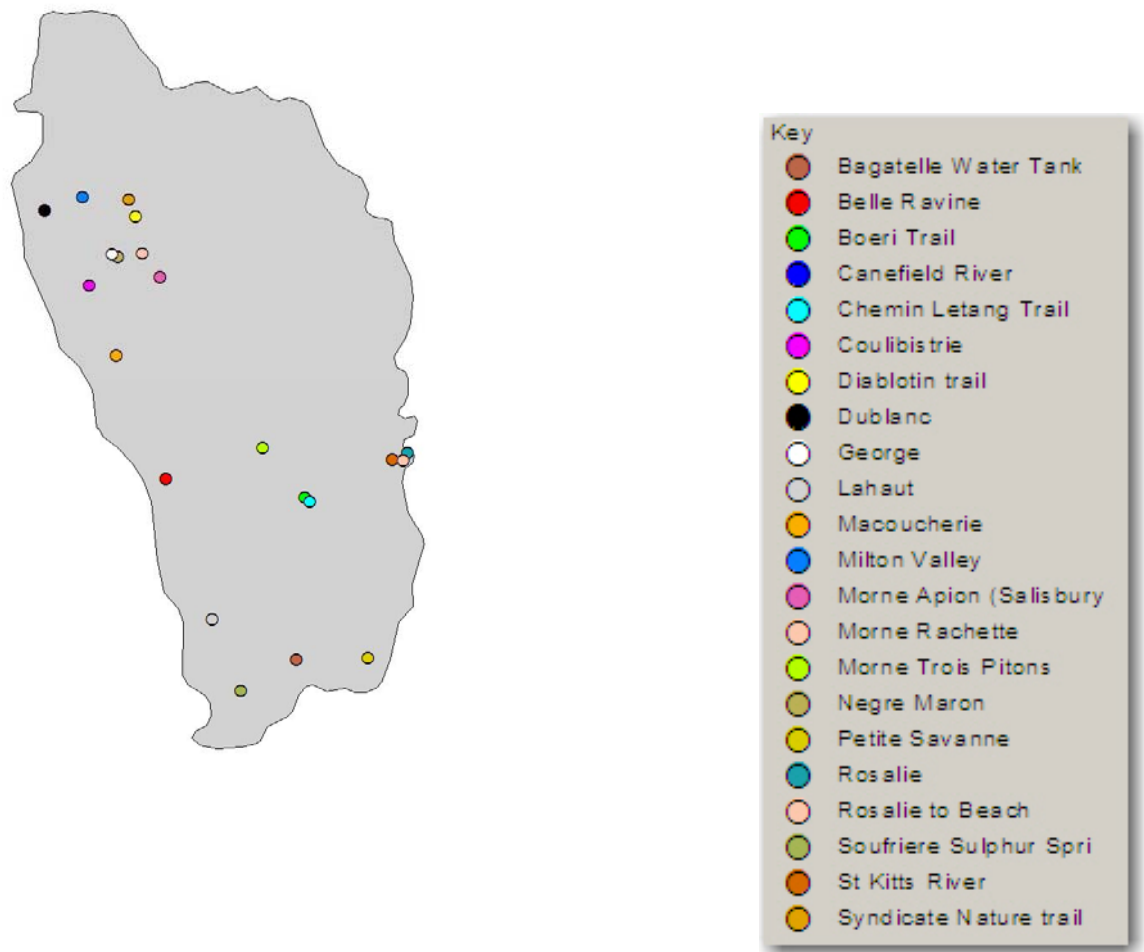 Key
Bagatelle Water Tank
Belle Ravine
Boeri Trail
Canefield River
Chemin Letang Trail
Coulibistrie
Diablotin trail
Dublanc
George
Lahaut
Macoucherie
Milton Valley
Morne Apion (Salisbury
Morne Rachette
Morne Trois Pitons
Negre Maron
Petite Savanne
Rosalie
Rosalie to Beach
Soufriere Sulphur Spri
St Kitts River
Syndicate Nature trail